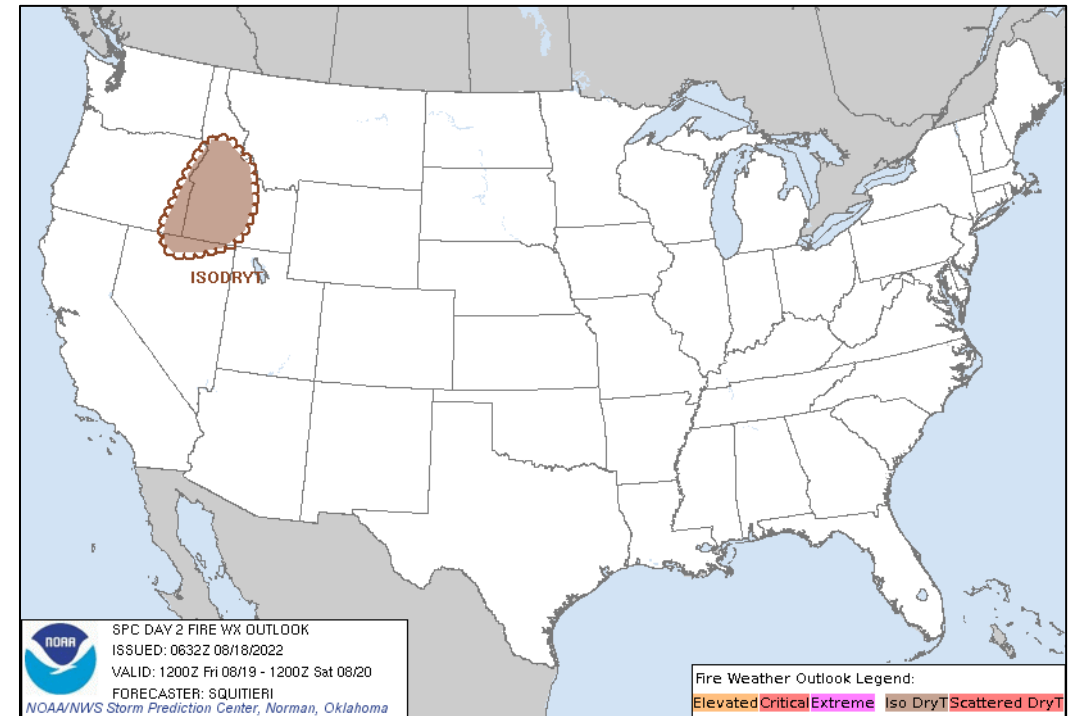 ISODRYT
NOAA
SPC DAY 2 FIRE WX OUTLOOK
ISSUED: 0632Z 08/18/2022
VALID: 1200Z Fri 08/19 - 1200Z Sat 08/20
FORECASTER: SQUITIERI
NOAA/NWS Storm Prediction Center, Norman, Oklahoma
Fire Weather Outlook Legend:
Elevated Critical Extreme Iso DryT Scattered DryT